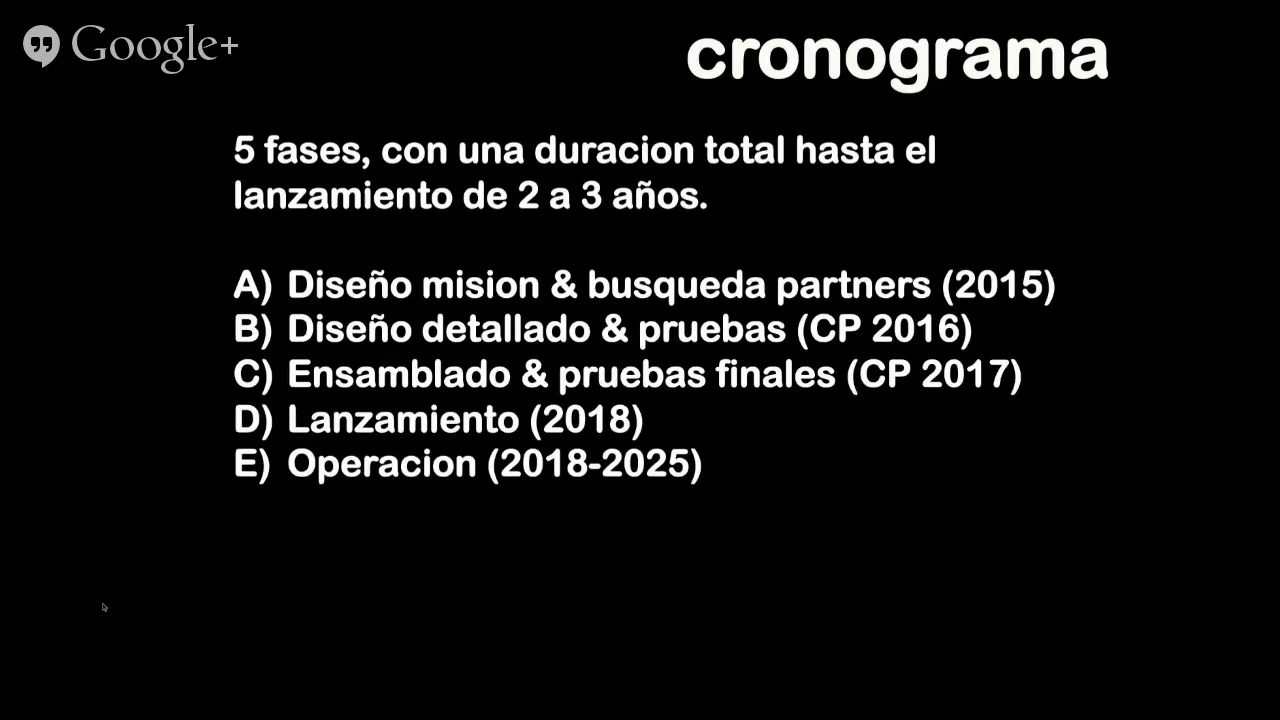 Google+
cronograma
5 fases, con una duracion total hasta el
lanzamiento de 2 a 3 años.
A) Diseño mision & busqueda partners (2015)
B) Diseño detallado & pruebas (CP 2016)
C) Ensamblado & pruebas finales (CP 2017)
D) Lanzamiento (2018)
E) Operacion (2018-2025)